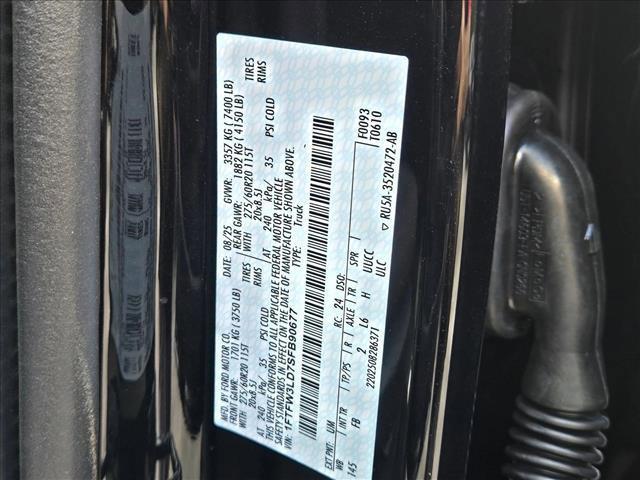 MFD. BY FORD MOTOR CO.
DATE: 08/25 GVWR: 3357 KG ( 7400 LB)
FRONT GAWR: 1701 KG ( 3750 LB) REAR GAWR: 1882 KG ( 4150 LB)
WITH 275/60R20 115T TIRES WITH 275/60R20 115T TIRES
20x8.5J RIMS 20x8.5J RIMS
AT 240 kPa/ 35 PSI COLD AT 240 kPa/ 35 PSI COLD
THIS VEHICLE CONFORMS TO ALL APPLICABLE FEDERAL MOTOR VEHICLE
SAFETY STANDARDS IN EFFECT ON THE DATE OF MANUFACTURE SHOWN ABOVE.
VIN: 1FTFW3LD7SFB90677 TYPE: Truck
F0093
T0610
EXT PNT: UM RC: 24 DSO:
WB INT TR TP/PS R AXLE TR SPR
145 FB 2 L6 H UUCC
ULC
2202508286371 RU5A-3520472-AB